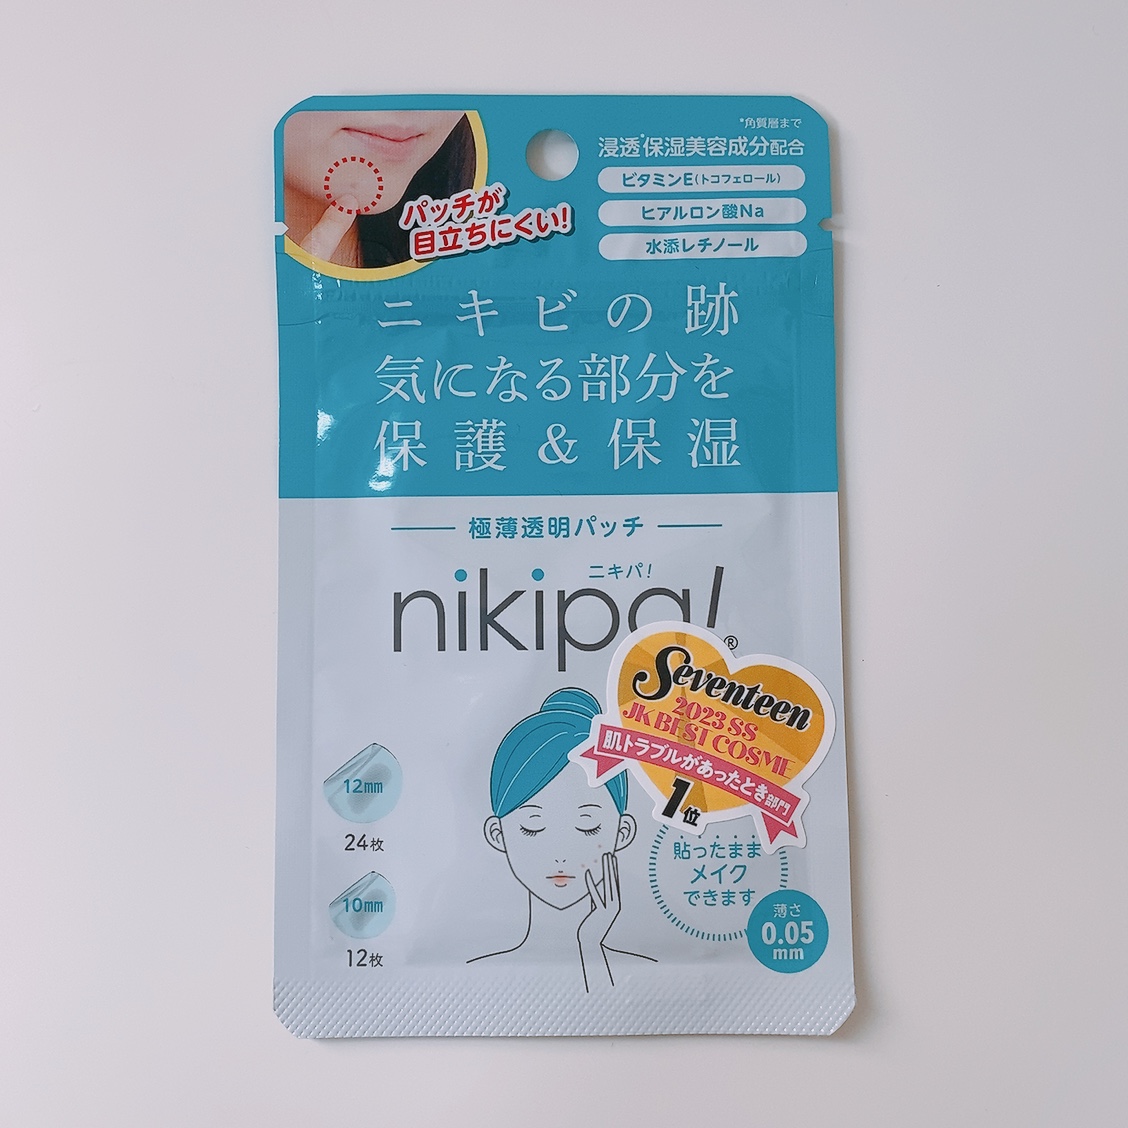 *角質層まで
浸透*保湿美容成分配合
ビタミンE(トコフェロール)
ヒアルロン酸Na
水添レチノール
パッチが
目立ちにくい!
ニキビの跡
気になる部分を
保護&保湿
極薄透明パッチ
ニキパ!
nikipa!®
Seventeen
2023 SS
JK BEST COSME
肌トラブルがあったとき部門
1位
12mm
24枚
10mm
12枚
貼ったまま
メイク
できます
薄さ
0.05
mm